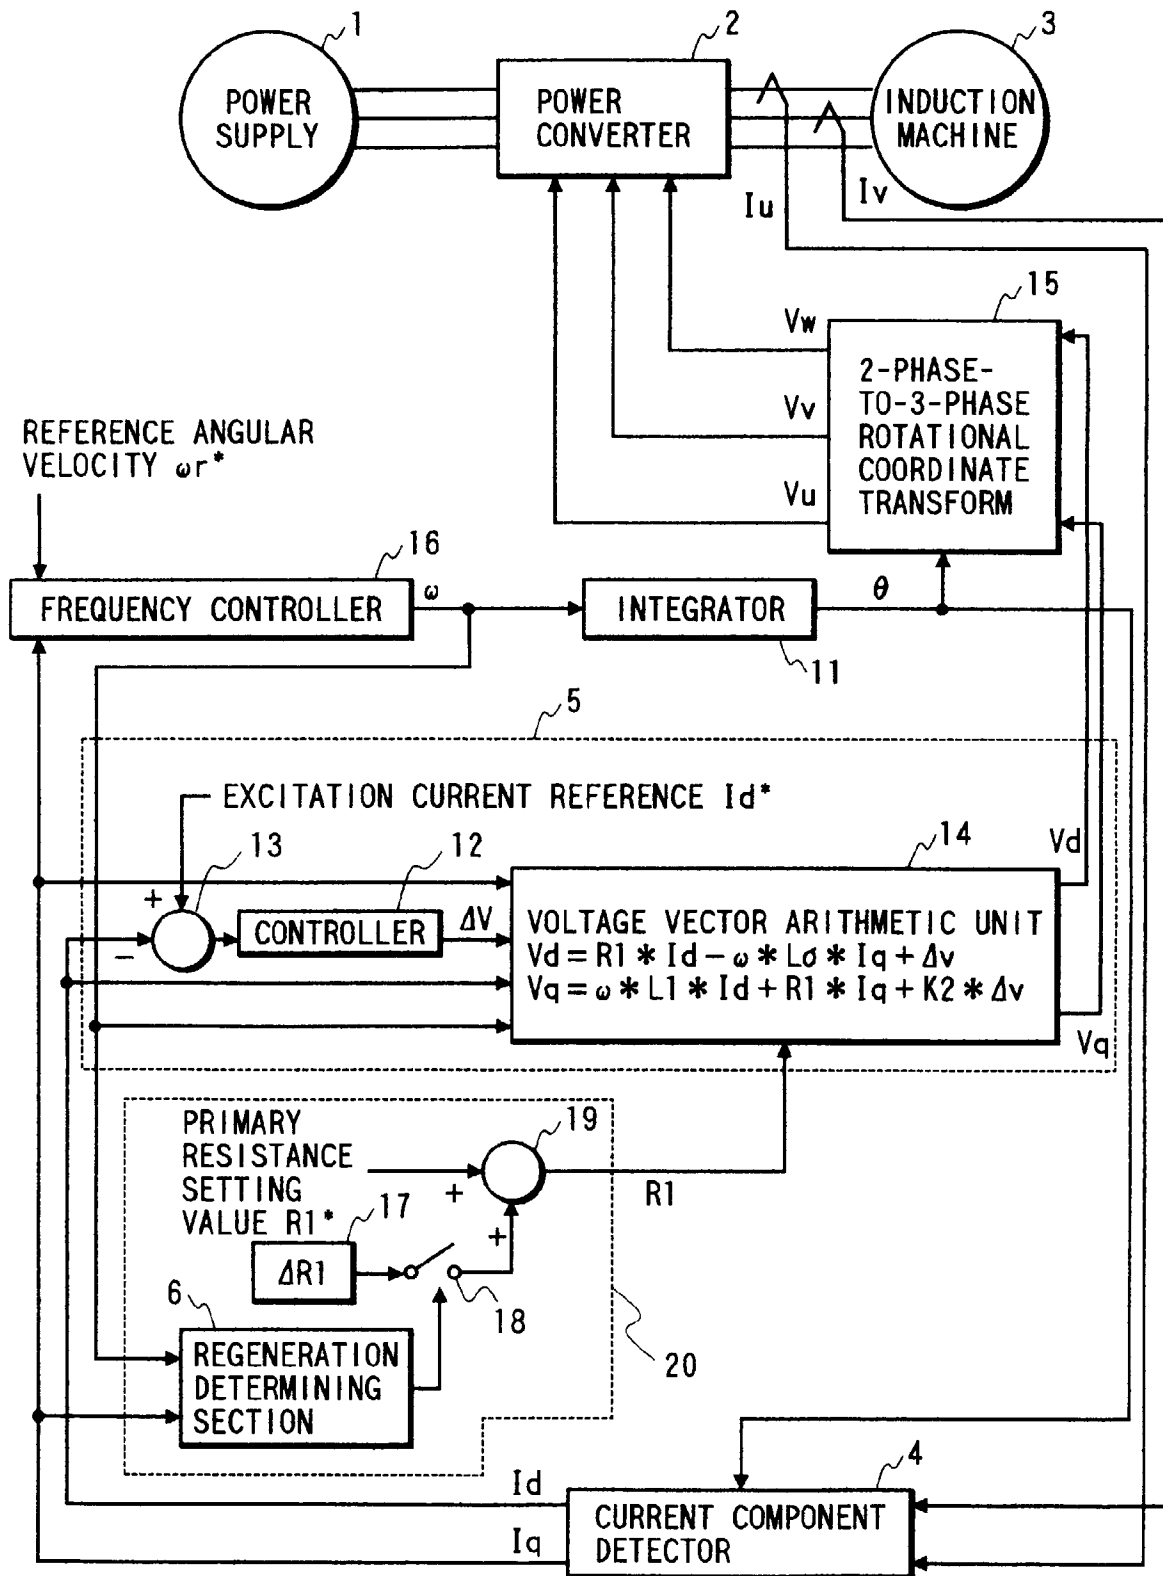 1
POWER
SUPPLY
2
POWER
CONVERTER
3
INDUCTION
MACHINE
Iu
Iv
15
Vw
Vv
Vu
2-PHASE-
TO-3-PHASE
ROTATIONAL
COORDINATE
TRANSFORM
REFERENCE ANGULAR
VELOCITY ωr*
16
FREQUENCY CONTROLLER
ω
INTEGRATOR
11
θ
5
EXCITATION CURRENT REFERENCE Id*
13
+
-
12
CONTROLLER
ΔV
14
VOLTAGE VECTOR ARITHMETIC UNIT
Vd=R1*Id-ω*Lσ*Iq+Δv
Vq=ω*L1*Id+R1*Iq+K2*Δv
Vd
Vq
PRIMARY
RESISTANCE
SETTING
VALUE R1*
19
+
+
R1
17
ΔR1
18
6
REGENERATION
DETERMINING
SECTION
20
Id
Iq
4
CURRENT COMPONENT
DETECTOR